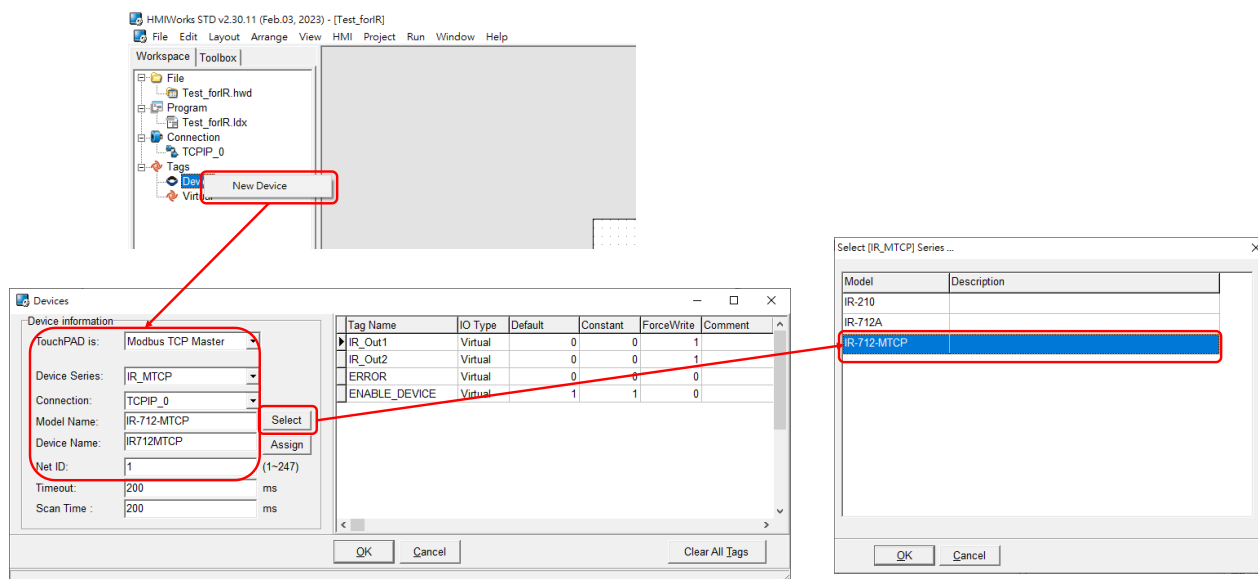 HMIWorks STD v2.30.11 (Feb.03, 2023) - [Test_forIR]
File Edit Layout Arrange View HMI Project Run Window Help
Workspace Toolbox
File
Test_forIR.hwd
Program
Test_forIR.ldx
Connection
TCPIP_0
Tags
New Device
Devices
Device information
TouchPAD is: Modbus TCP Master
Device Series: IR_MTCP
Connection: TCPIP_0
Model Name: IR-712-MTCP Select
Device Name: IR712MTCP Assign
Net ID: 1 (1~247)
Timeout: 200 ms
Scan Time : 200 ms
Tag Name IO Type Default Constant ForceWrite Comment
IR_Out1 Virtual 0 0 1
IR_Out2 Virtual 0 0 1
ERROR Virtual 0 0 0
ENABLE_DEVICE Virtual 1 1 0
OK Cancel Clear All Tags
Select [IR_MTCP] Series ...
Model Description
IR-210
IR-712A
IR-712-MTCP
OK Cancel